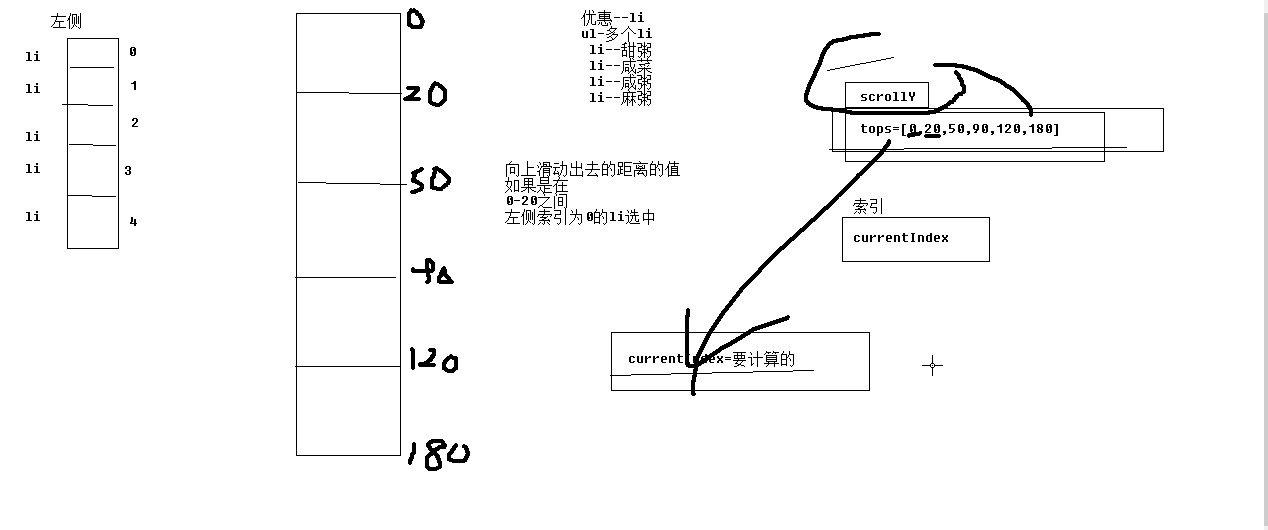 左侧
li
0
li
1
li
2
li
3
li
4
0
20
50
120
180
优惠--li
ul-多个li
li--甜粥
li--咸菜
li--咸粥
li--麻粥
向上滑动出去的距离的值
如果是在
0-20之间
左侧索引为0的li选中
scrollY
tops=[0,20,50,90,120,180]
索引
currentIndex
currentIndex=要计算的